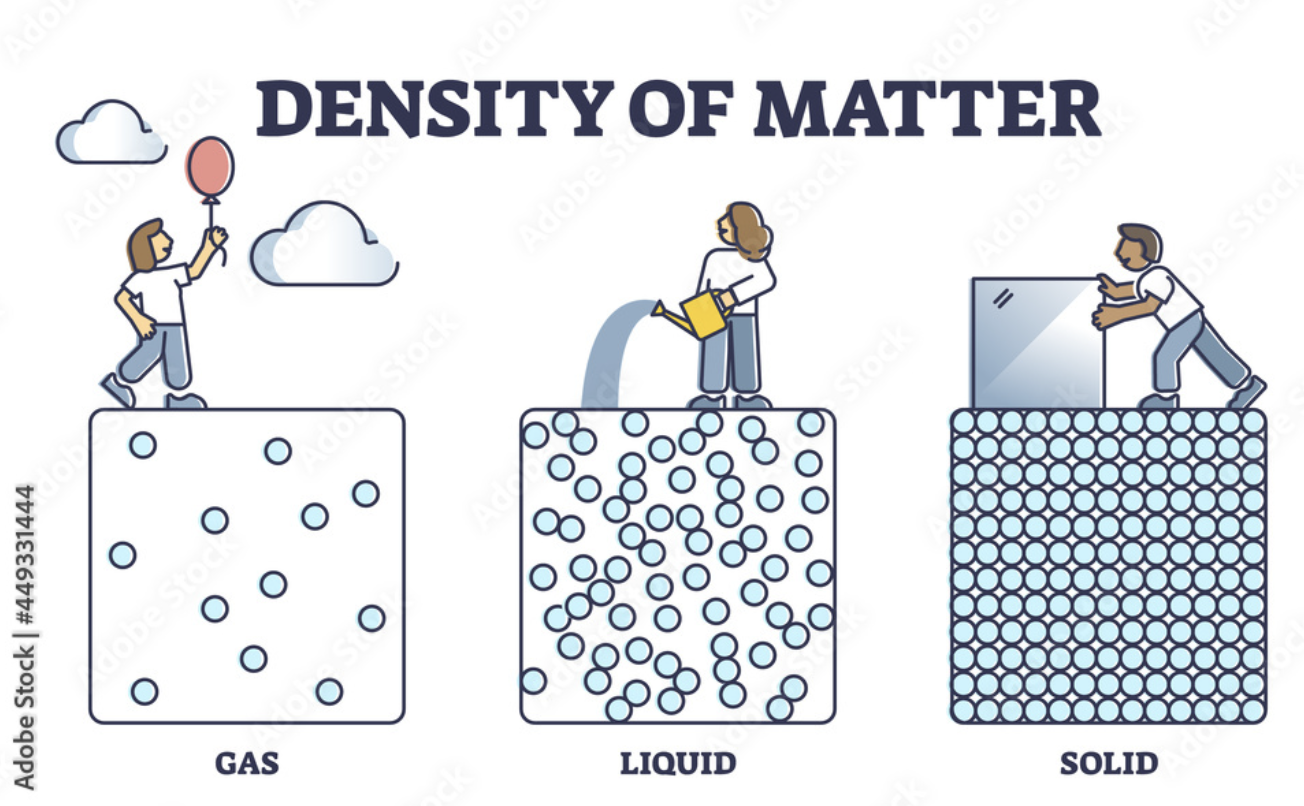 DENSITY OF MATTER
GAS
LIQUID
SOLID
Adobe Stock | #449331444